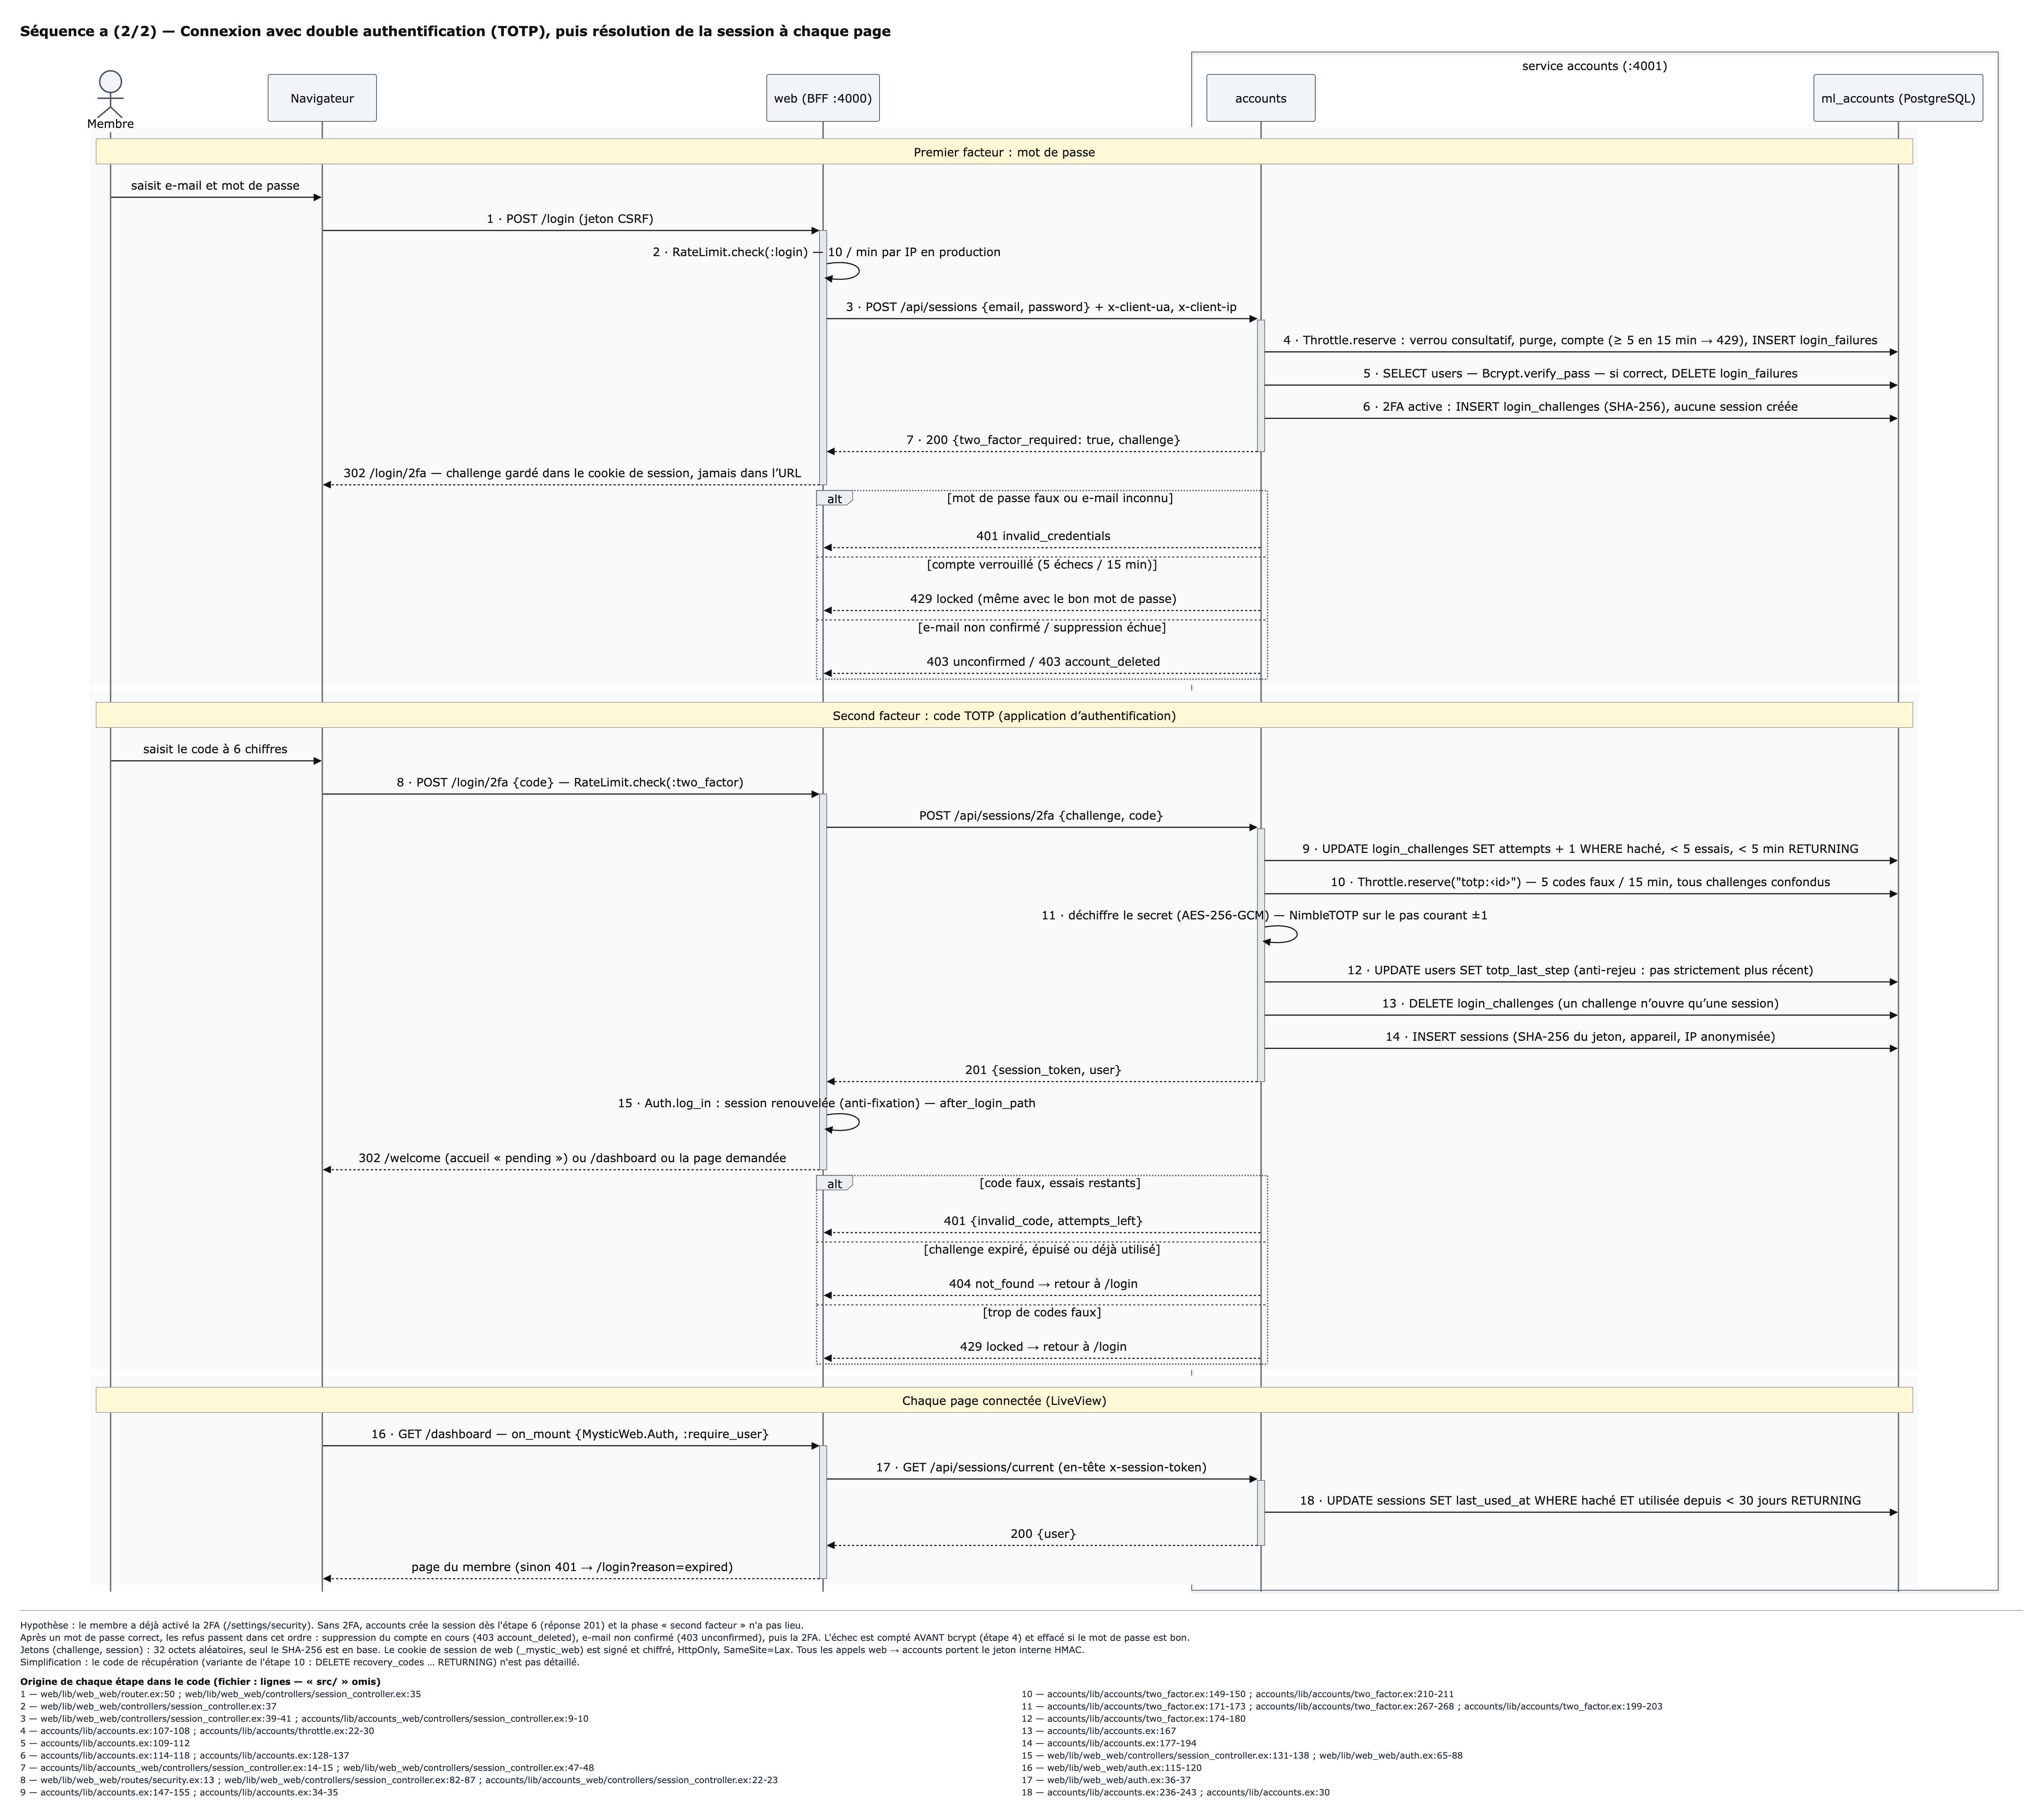 Séquence a (2/2) — Connexion avec double authentification (TOTP), puis résolution de la session à chaque page
service accounts (:4001)
Membre
Navigateur
web (BFF :4000)
accounts
ml_accounts (PostgreSQL)
Premier facteur : mot de passe
saisit e-mail et mot de passe
1 · POST /login (jeton CSRF)
2 · RateLimit.check(:login) — 10 / min par IP en production
3 · POST /api/sessions {email, password} + x-client-ua, x-client-ip
4 · Throttle.reserve : verrou consultatif, purge, compte (≥ 5 en 15 min → 429), INSERT login_failures
5 · SELECT users — Bcrypt.verify_pass — si correct, DELETE login_failures
6 · 2FA active : INSERT login_challenges (SHA-256), aucune session créée
7 · 200 {two_factor_required: true, challenge}
302 /login/2fa — challenge gardé dans le cookie de session, jamais dans l’URL
alt
[mot de passe faux ou e-mail inconnu]
401 invalid_credentials
[compte verrouillé (5 échecs / 15 min)]
429 locked (même avec le bon mot de passe)
[e-mail non confirmé / suppression échue]
403 unconfirmed / 403 account_deleted
Second facteur : code TOTP (application d’authentification)
saisit le code à 6 chiffres
8 · POST /login/2fa {code} — RateLimit.check(:two_factor)
POST /api/sessions/2fa {challenge, code}
9 · UPDATE login_challenges SET attempts + 1 WHERE haché, < 5 essais, < 5 min RETURNING
10 · Throttle.reserve("totp:‹id›") — 5 codes faux / 15 min, tous challenges confondus
11 · déchiffre le secret (AES-256-GCM) — NimbleTOTP sur le pas courant ±1
12 · UPDATE users SET totp_last_step (anti-rejeu : pas strictement plus récent)
13 · DELETE login_challenges (un challenge n’ouvre qu’une session)
14 · INSERT sessions (SHA-256 du jeton, appareil, IP anonymisée)
201 {session_token, user}
15 · Auth.log_in : session renouvelée (anti-fixation) — after_login_path
302 /welcome (accueil « pending ») ou /dashboard ou la page demandée
alt
[code faux, essais restants]
401 {invalid_code, attempts_left}
[challenge expiré, épuisé ou déjà utilisé]
404 not_found → retour à /login
[trop de codes faux]
429 locked → retour à /login
Chaque page connectée (LiveView)
16 · GET /dashboard — on_mount {MysticWeb.Auth, :require_user}
17 · GET /api/sessions/current (en-tête x-session-token)
18 · UPDATE sessions SET last_used_at WHERE haché ET utilisée depuis < 30 jours RETURNING
200 {user}
page du membre (sinon 401 → /login?reason=expired)
Hypothèse : le membre a déjà activé la 2FA (/settings/security). Sans 2FA, accounts crée la session dès l'étape 6 (réponse 201) et la phase « second facteur » n'a pas lieu.
Après un mot de passe correct, les refus passent dans cet ordre : suppression du compte en cours (403 account_deleted), e-mail non confirmé (403 unconfirmed), puis la 2FA. L'échec est compté AVANT bcrypt (étape 4) et effacé si le mot de passe est bon.
Jetons (challenge, session) : 32 octets aléatoires, seul le SHA-256 est en base. Le cookie de session de web (_mystic_web) est signé et chiffré, HttpOnly, SameSite=Lax. Tous les appels web → accounts portent le jeton interne HMAC.
Simplification : le code de récupération (variante de l'étape 10 : DELETE recovery_codes … RETURNING) n'est pas détaillé.
Origine de chaque étape dans le code (fichier : lignes — « src/ » omis)
1 — web/lib/web_web/router.ex:50 ; web/lib/web_web/controllers/session_controller.ex:35
2 — web/lib/web_web/controllers/session_controller.ex:37
3 — web/lib/web_web/controllers/session_controller.ex:39-41 ; accounts/lib/accounts_web/controllers/session_controller.ex:9-10
4 — accounts/lib/accounts.ex:107-108 ; accounts/lib/accounts/throttle.ex:22-30
5 — accounts/lib/accounts.ex:109-112
6 — accounts/lib/accounts.ex:114-118 ; accounts/lib/accounts.ex:128-137
7 — accounts/lib/accounts_web/controllers/session_controller.ex:14-15 ; web/lib/web_web/controllers/session_controller.ex:47-48
8 — web/lib/web_web/routes/security.ex:13 ; web/lib/web_web/controllers/session_controller.ex:82-87 ; accounts/lib/accounts_web/controllers/session_controller.ex:22-23
9 — accounts/lib/accounts.ex:147-155 ; accounts/lib/accounts.ex:34-35
10 — accounts/lib/accounts/two_factor.ex:149-150 ; accounts/lib/accounts/two_factor.ex:210-211
11 — accounts/lib/accounts/two_factor.ex:171-173 ; accounts/lib/accounts/two_factor.ex:267-268 ; accounts/lib/accounts/two_factor.ex:199-203
12 — accounts/lib/accounts/two_factor.ex:174-180
13 — accounts/lib/accounts.ex:167
14 — accounts/lib/accounts.ex:177-194
15 — web/lib/web_web/controllers/session_controller.ex:131-138 ; web/lib/web_web/auth.ex:65-88
16 — web/lib/web_web/auth.ex:115-120
17 — web/lib/web_web/auth.ex:36-37
18 — accounts/lib/accounts.ex:236-243 ; accounts/lib/accounts.ex:30